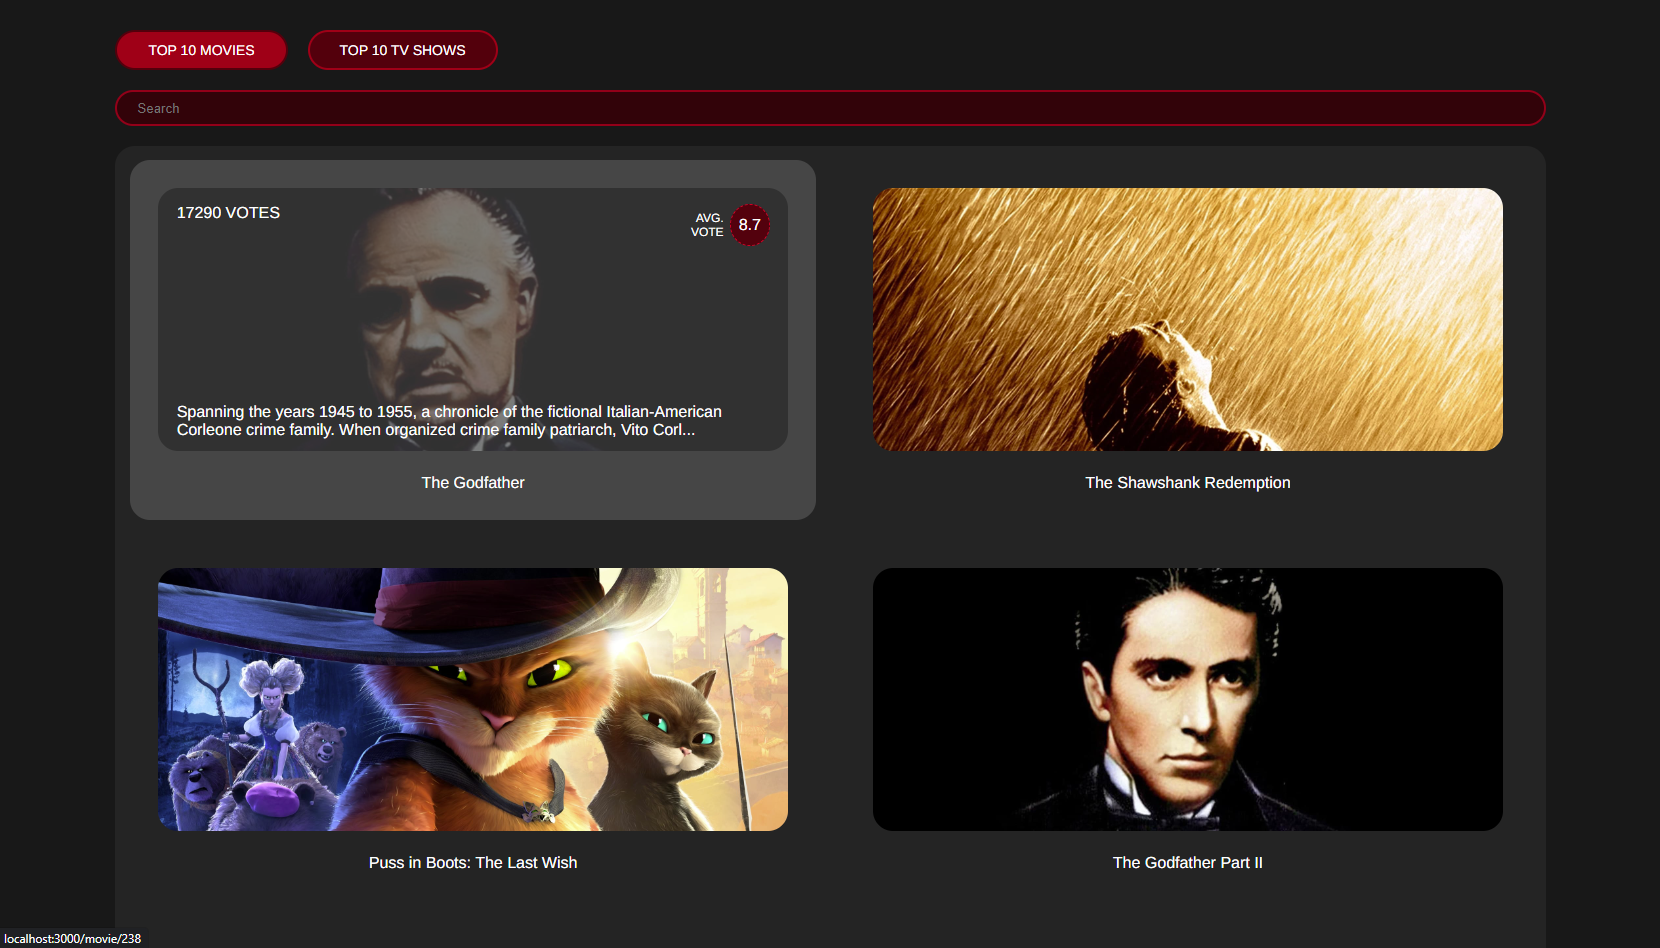 TOP 10 MOVIES
TOP 10 TV SHOWS
Search
17290 VOTES
AVG.
VOTE
8.7
Spanning the years 1945 to 1955, a chronicle of the fictional Italian-American
Corleone crime family. When organized crime family patriarch, Vito Corl...
The Godfather
The Shawshank Redemption
Puss in Boots: The Last Wish
The Godfather Part II
localhost:3000/movie/238